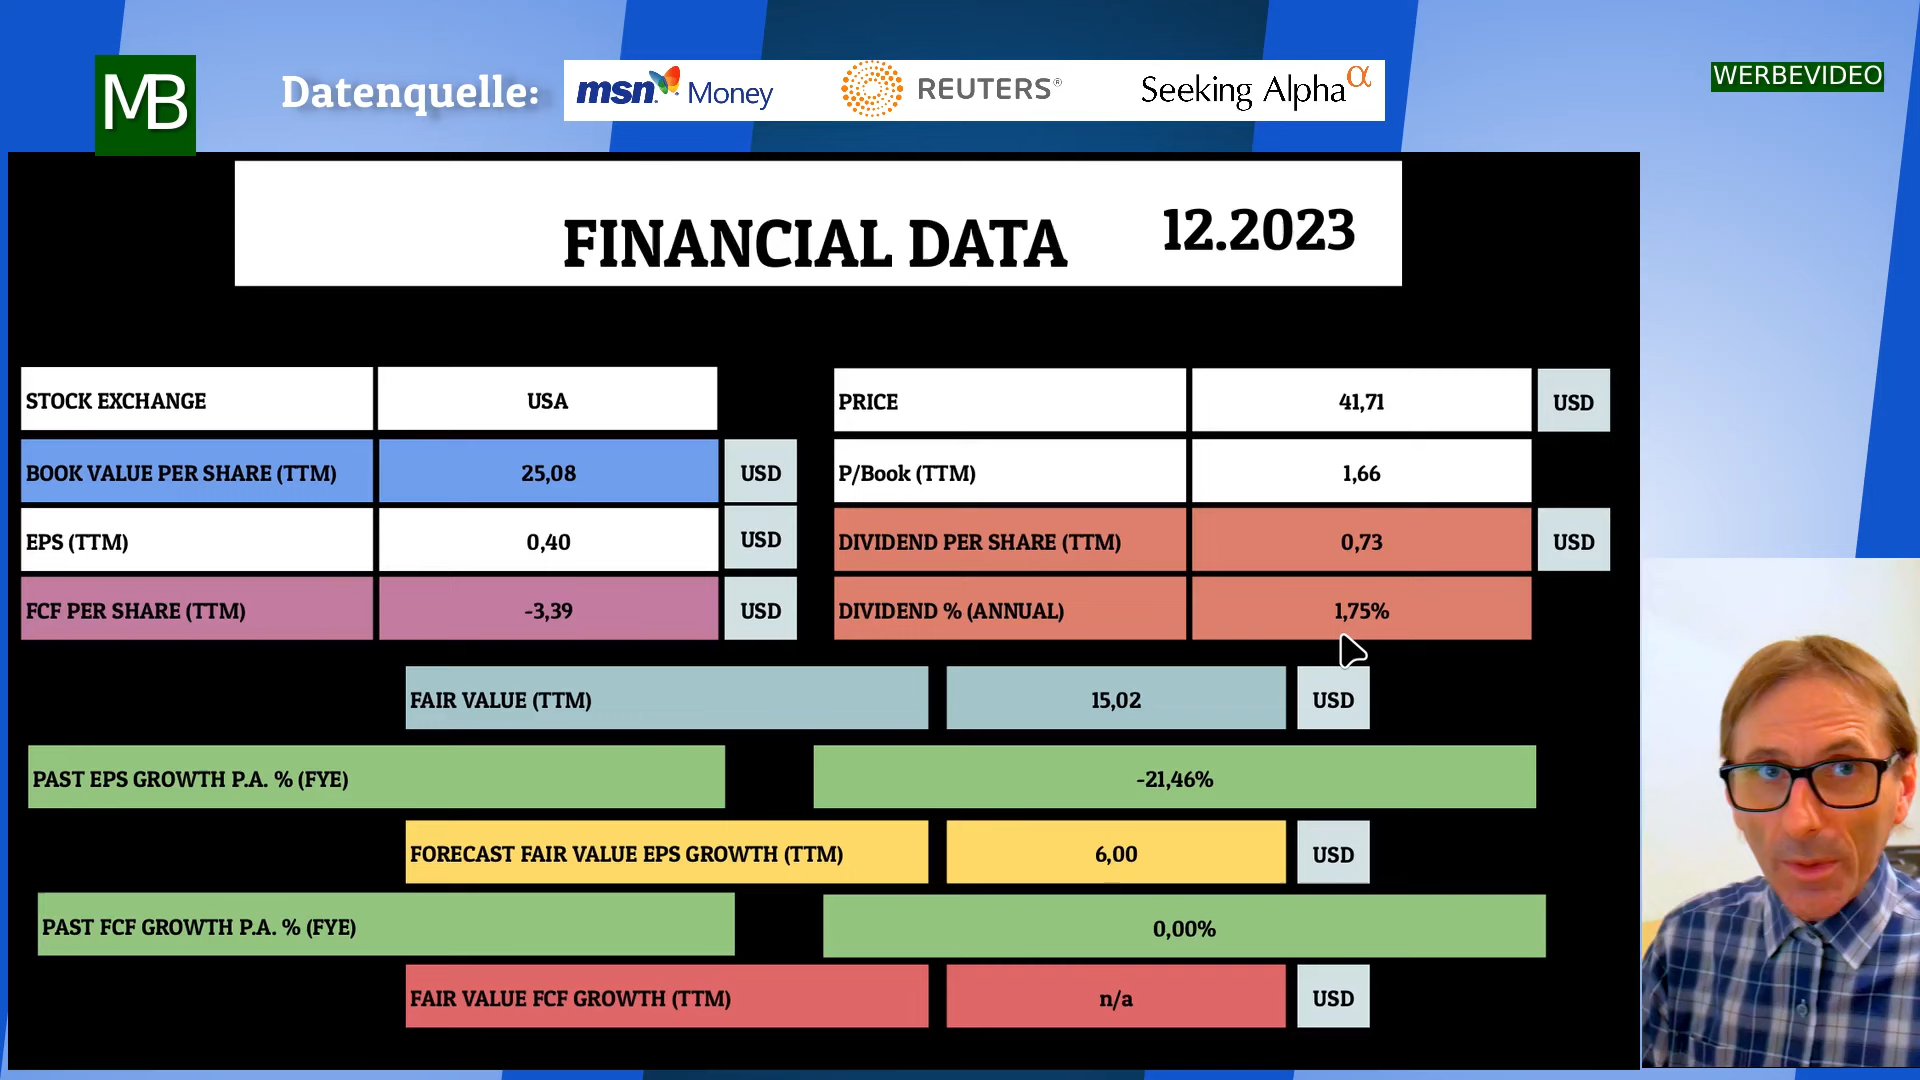 MB
Datenquelle:
msn Money
REUTERS®
Seeking Alphaα
WERBEVIDEO
FINANCIAL DATA
12.2023
STOCK EXCHANGE USA
PRICE 41,71 USD
BOOK VALUE PER SHARE (TTM) 25,08 USD
P/Book (TTM) 1,66
EPS (TTM) 0,40 USD
DIVIDEND PER SHARE (TTM) 0,73 USD
FCF PER SHARE (TTM) -3,39 USD
DIVIDEND % (ANNUAL) 1,75%
FAIR VALUE (TTM) 15,02 USD
PAST EPS GROWTH P.A. % (FYE) -21,46%
FORECAST FAIR VALUE EPS GROWTH (TTM) 6,00 USD
PAST FCF GROWTH P.A. % (FYE) 0,00%
FAIR VALUE FCF GROWTH (TTM) n/a USD